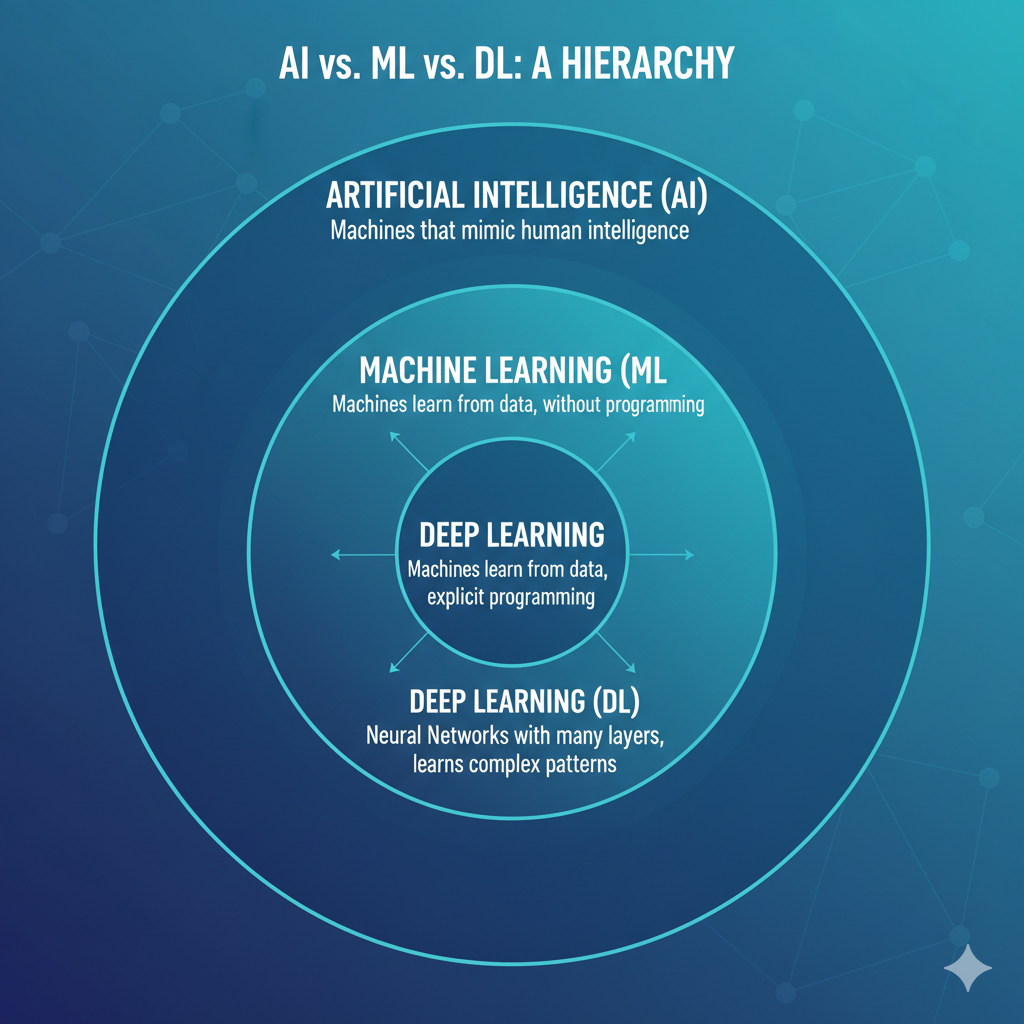 AI vs. ML vs. DL: A HIERARCHY
ARTIFICIAL INTELLIGENCE (AI)
Machines that mimic human intelligence
MACHINE LEARNING (ML
Machines learn from data, without programming
DEEP LEARNING
Machines learn from data,
explicit programming
DEEP LEARNING (DL)
Neural Networks with many layers,
learns complex patterns